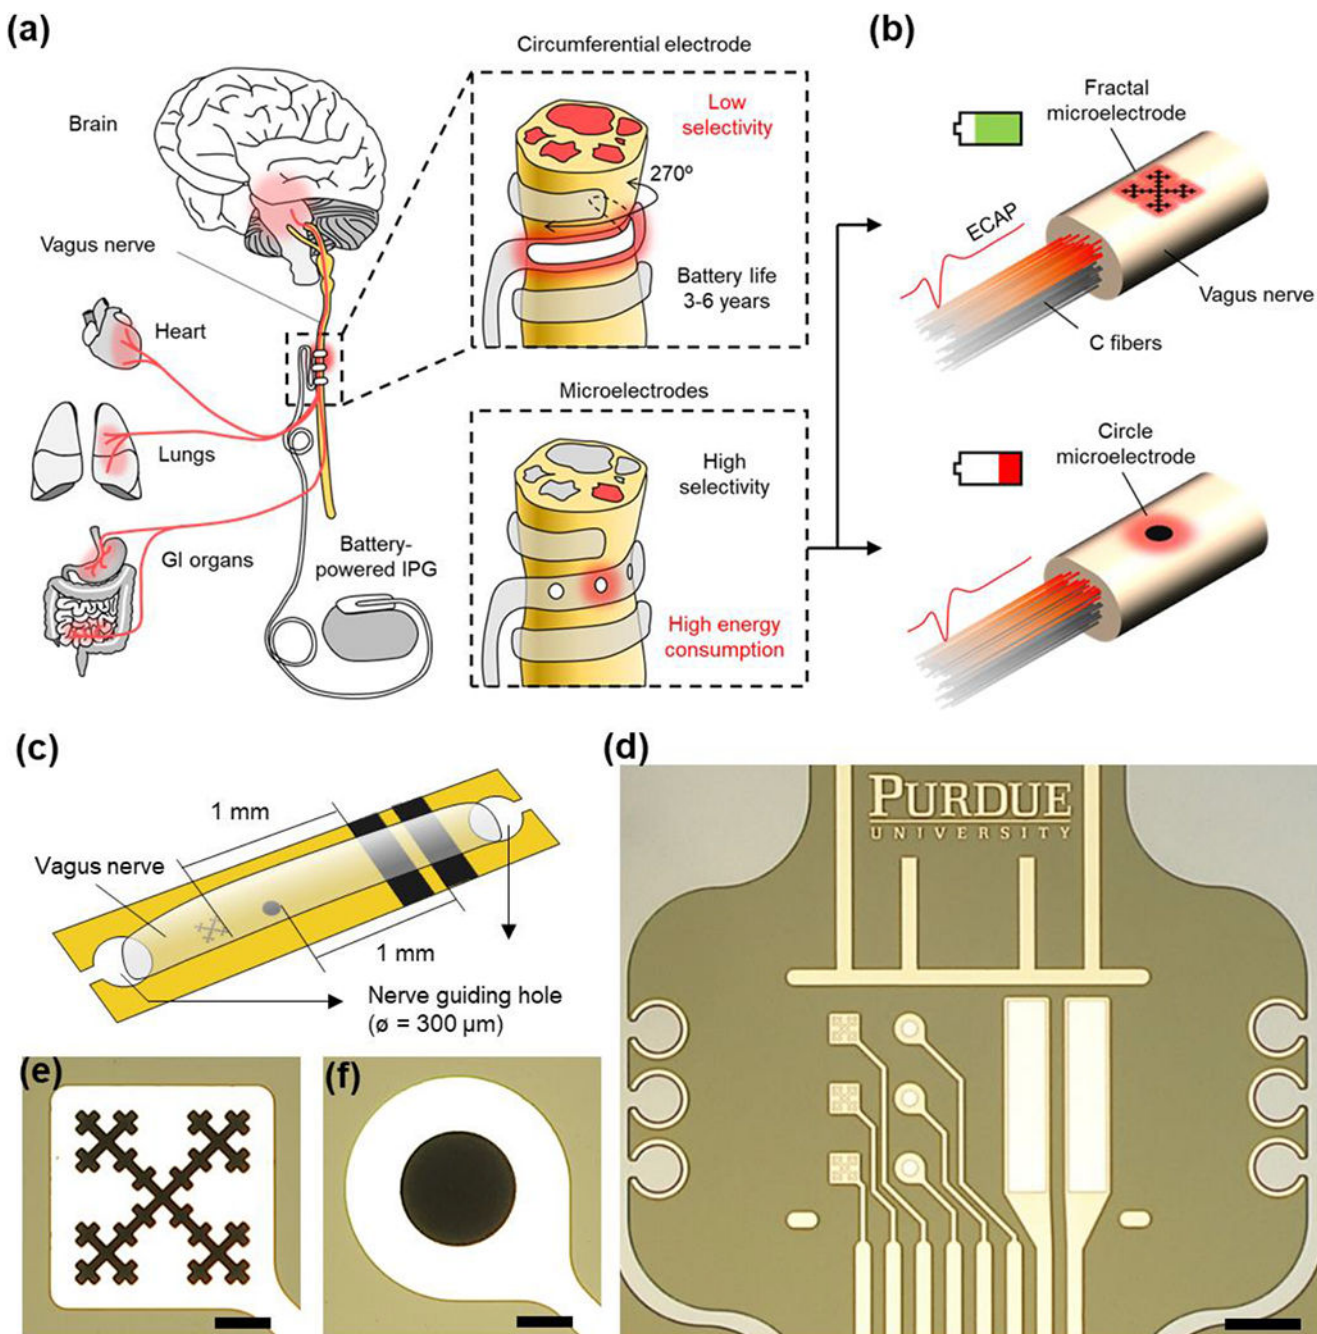 (a)
Brain
Vagus nerve
Heart
Lungs
GI organs
Battery-
powered IPG
Circumferential electrode
Low
selectivity
270º
Battery life
3-6 years
Microelectrodes
High
selectivity
High energy
consumption
(b)
Fractal
microelectrode
ECAP
Vagus nerve
C fibers
Circle
microelectrode
(c)
1 mm
Vagus nerve
1 mm
Nerve guiding hole
(ø = 300 µm)
(d)
PURDUE
UNIVERSITY
(e)
(f)